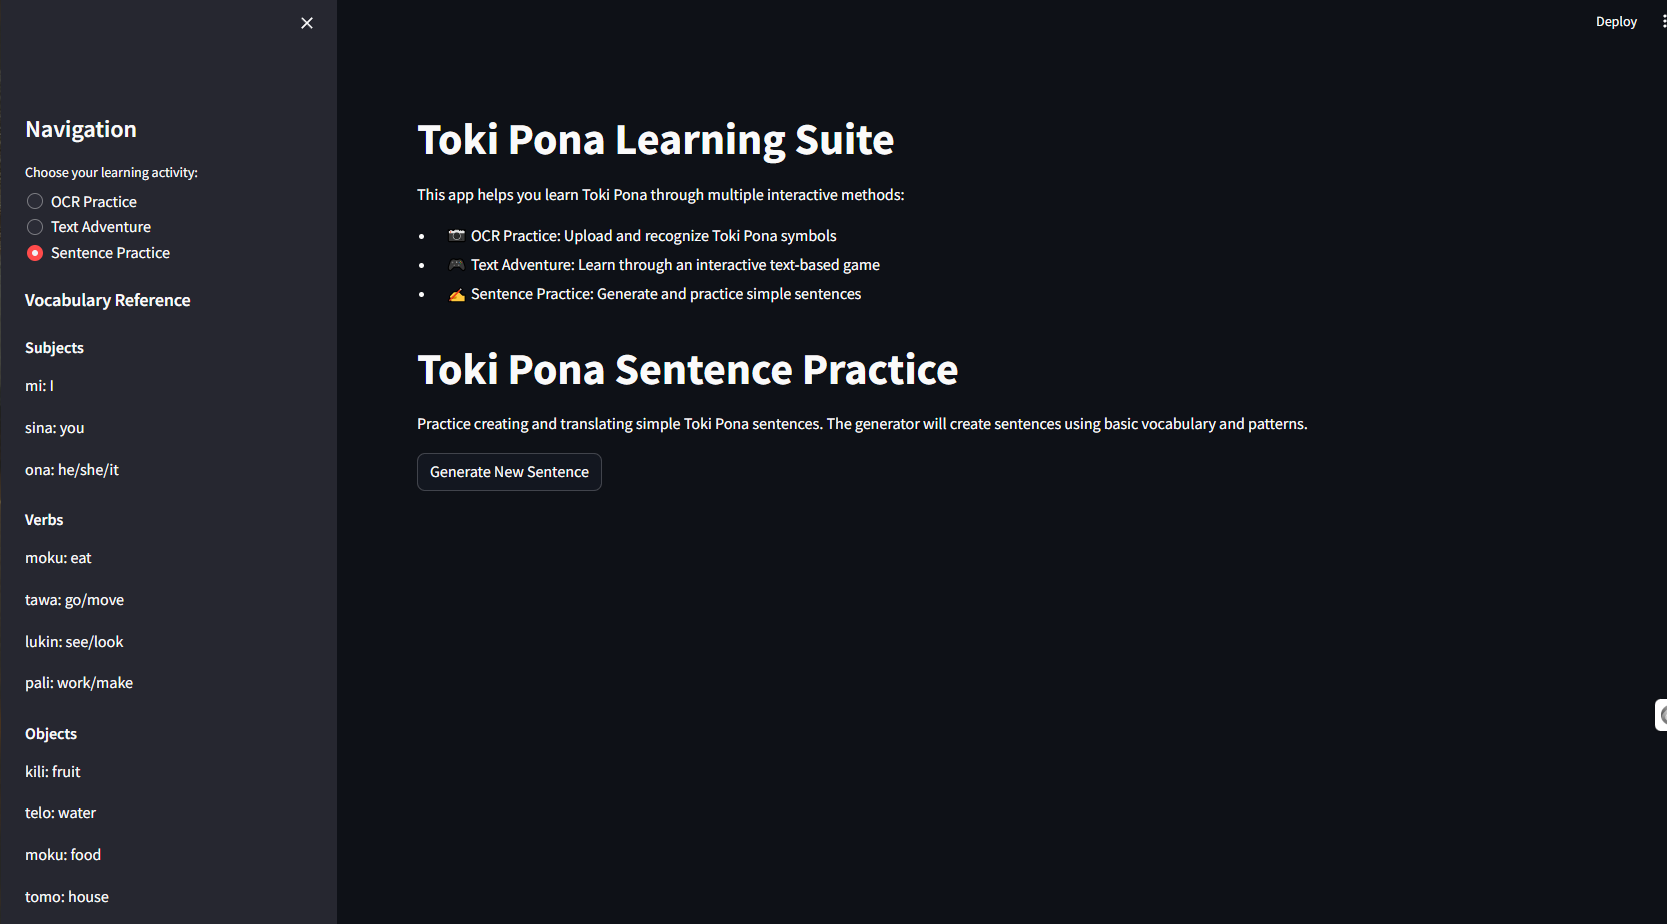 Deploy
Navigation
Choose your learning activity:
OCR Practice
Text Adventure
Sentence Practice
Vocabulary Reference
Subjects
mi: I
sina: you
ona: he/she/it
Verbs
moku: eat
tawa: go/move
lukin: see/look
pali: work/make
Objects
kili: fruit
telo: water
moku: food
tomo: house
Toki Pona Learning Suite
This app helps you learn Toki Pona through multiple interactive methods:
• 📷 OCR Practice: Upload and recognize Toki Pona symbols
• 🎮 Text Adventure: Learn through an interactive text-based game
• ✍️ Sentence Practice: Generate and practice simple sentences
Toki Pona Sentence Practice
Practice creating and translating simple Toki Pona sentences. The generator will create sentences using basic vocabulary and patterns.
Generate New Sentence